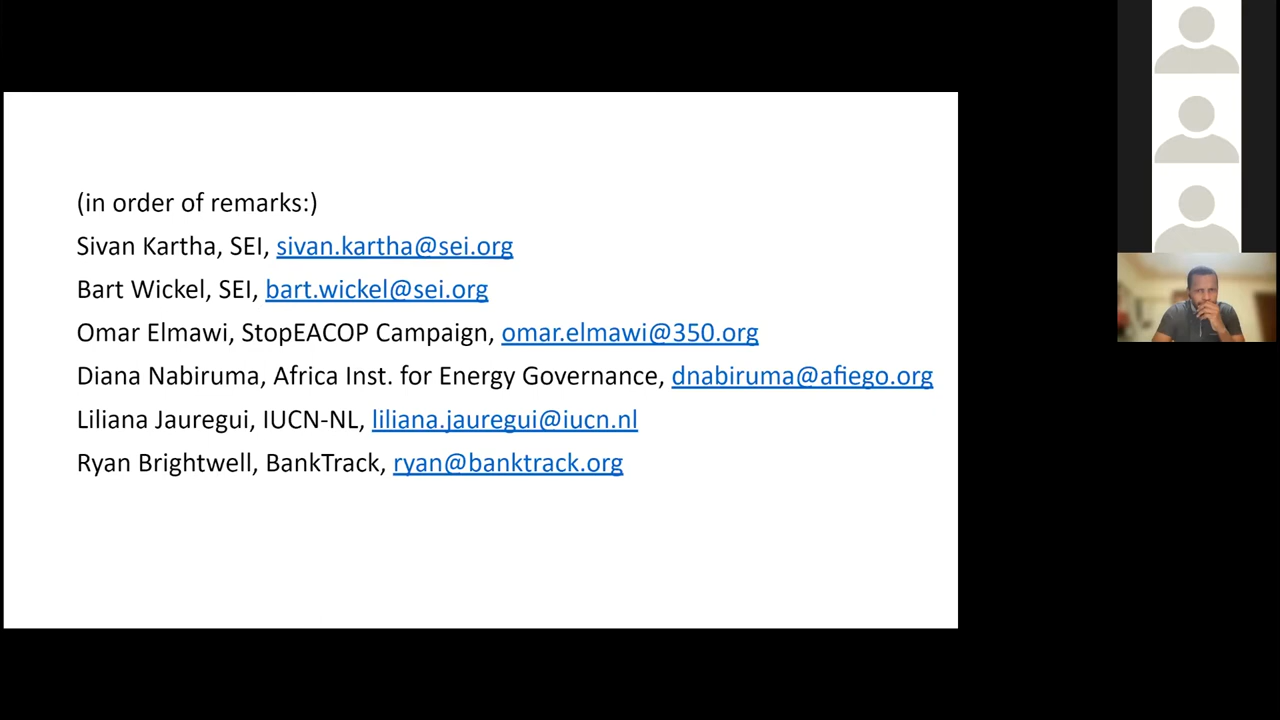 (in order of remarks:)
Sivan Kartha, SEI, sivan.kartha@sei.org
Bart Wickel, SEI, bart.wickel@sei.org
Omar Elmawi, StopEACOP Campaign, omar.elmawi@350.org
Diana Nabiruma, Africa Inst. for Energy Governance, dnabiruma@afiego.org
Liliana Jauregui, IUCN-NL, liliana.jauregui@iucn.nl
Ryan Brightwell, BankTrack, ryan@banktrack.org